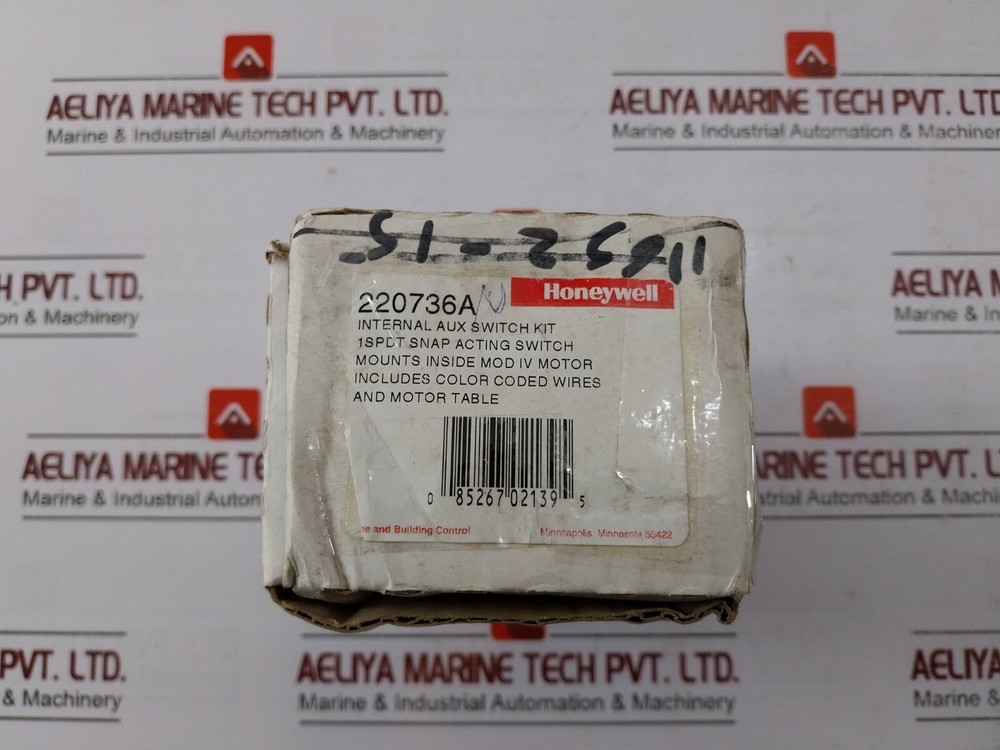 AELIYA MARINE TECH PVT. LTD.
Marine & Industrial Automation & Machinery
AELIYA MARINE TECH PVT. LTD
Marine & Industrial Automation & Machinery
220736A
Honeywell
INTERNAL AUX SWITCH KIT
1SPDT SNAP ACTING SWITCH
MOUNTS INSIDE MOD IV MOTOR
INCLUDES COLOR CODED WIRES
AND MOTOR TABLE
0 85267 02139 5
and Building Control
Minneapolis, Minnesota 55422
H PVT. LTD.
n & Machinery
AELIYA MARI
Marine & Indus
AELIYA MARINE TE
Marine & Industrial Autom
MARINE TECH PVT. L
Industrial Automation & Machi
PVT. LTD.
& Machinery
AELIYA MARINE TECH PVT. LTD.
Marine & Industrial Automation & Machinery
AELIYA
Marine &